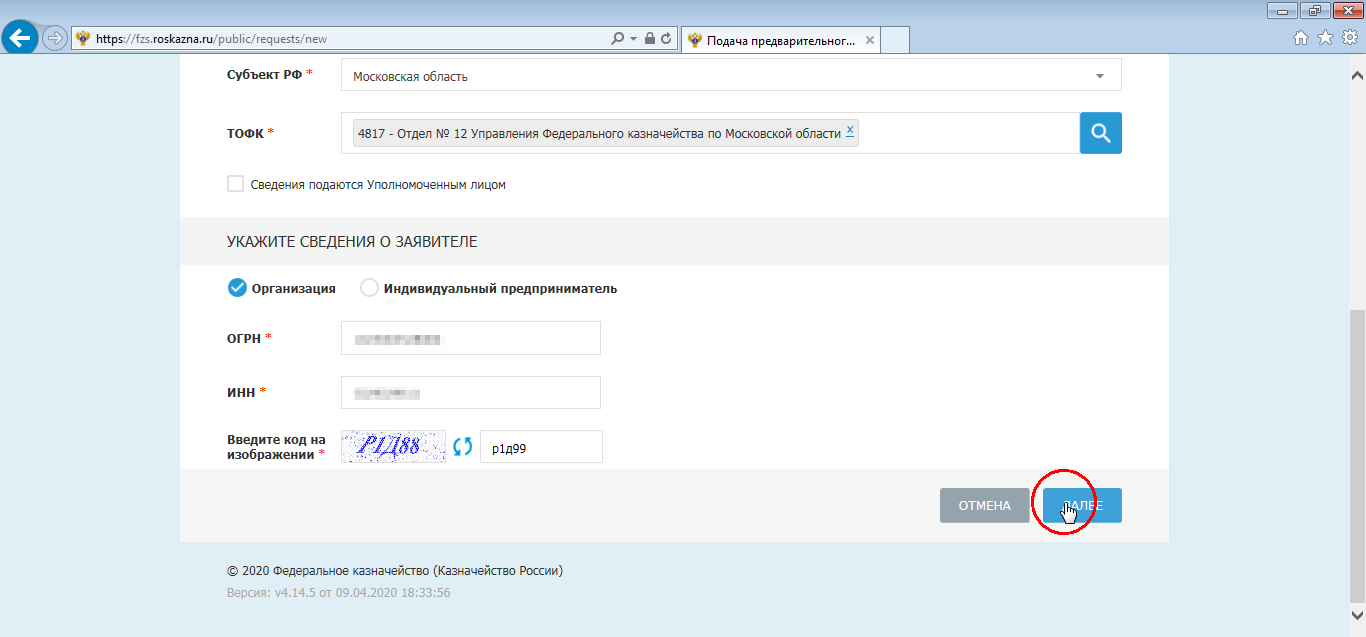 https://fzs.roskazna.ru/public/requests/new
Подача предварительног...
Субъект РФ *
Московская область
ТОФК *
4817 - Отдел № 12 Управления Федерального казначейства по Московской области x
Сведения подаются Уполномоченным лицом
УКАЖИТЕ СВЕДЕНИЯ О ЗАЯВИТЕЛЕ
Организация
Индивидуальный предприниматель
ОГРН *
ИНН *
Введите код на
изображении *
Р1Д88
р1д99
ОТМЕНА
ДАЛЕЕ
© 2020 Федеральное казначейство (Казначейство России)
Версия: v4.14.5 от 09.04.2020 18:33:56